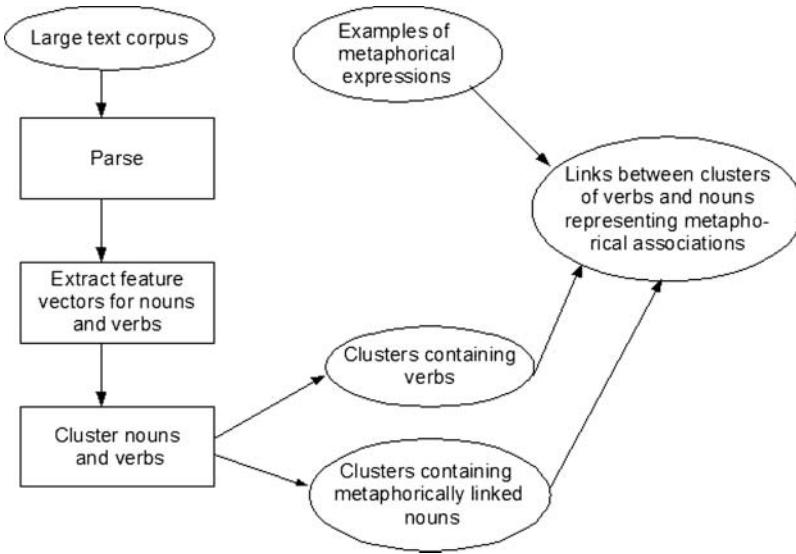 Large text corpus
Parse
Extract feature
vectors for nouns
and verbs
Cluster nouns
and verbs
Examples of
metaphorical
expressions
Links between clusters
of verbs and nouns
representing metapho-
rical associations
Clusters containing
verbs
Clusters containing
metaphorically linked
nouns